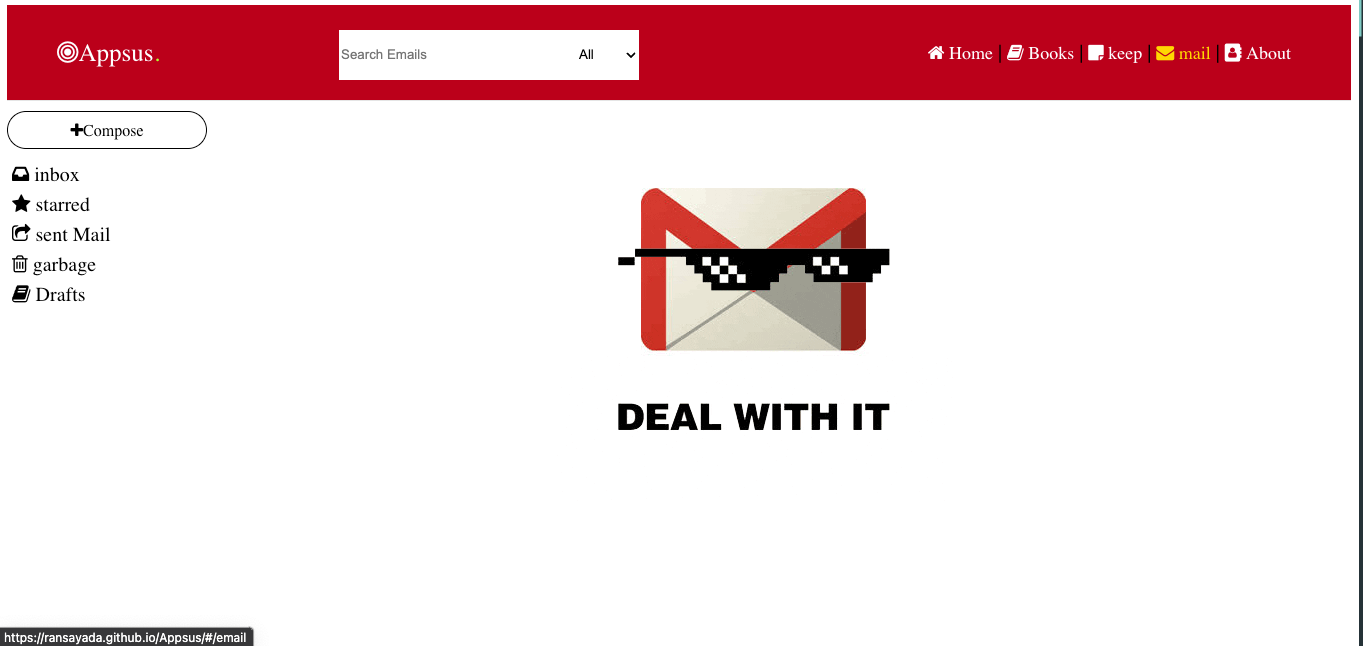 Appsus.
Search Emails All
Home | Books | keep | mail | About
Compose
inbox
starred
sent Mail
garbage
Drafts
DEAL WITH IT
https://ransayada.github.io/Appsus/#/email